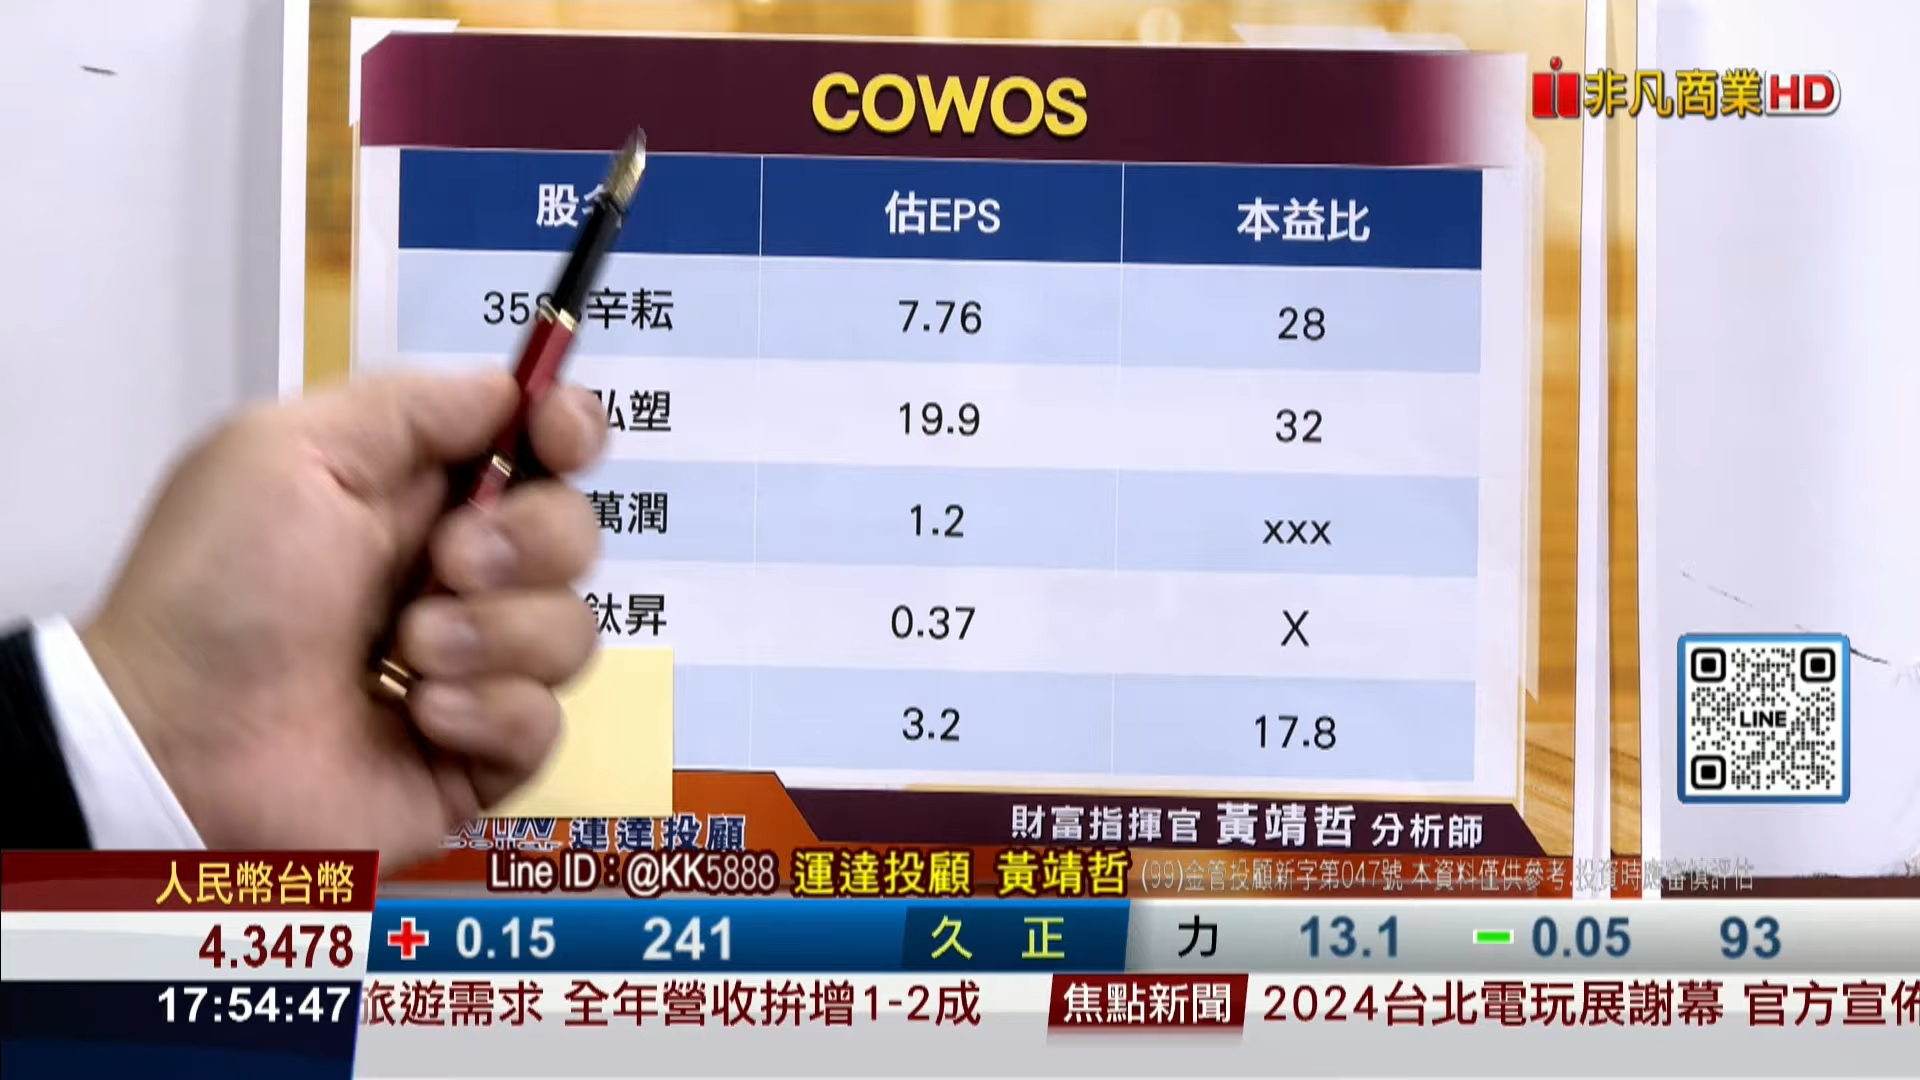 COWOS
非凡商業HD
股名 估EPS 本益比
358 辛耘 7.76 28
弘塑 19.9 32
萬潤 1.2 xxx
鈦昇 0.37 X
3.2 17.8
LINE
WIN 運達投顧 財富指揮官 黃靖哲 分析師
Line ID:@KK5888 運達投顧 黃靖哲 (99)金管投顧新字第047號 本資料僅供參考,投資時應審慎評估
人民幣台幣
4.3478 0.15 241 久正 力 13.1 0.05 93
17:54:47 旅遊需求 全年營收拚增1-2成 焦點新聞 2024台北電玩展謝幕 官方宣佈